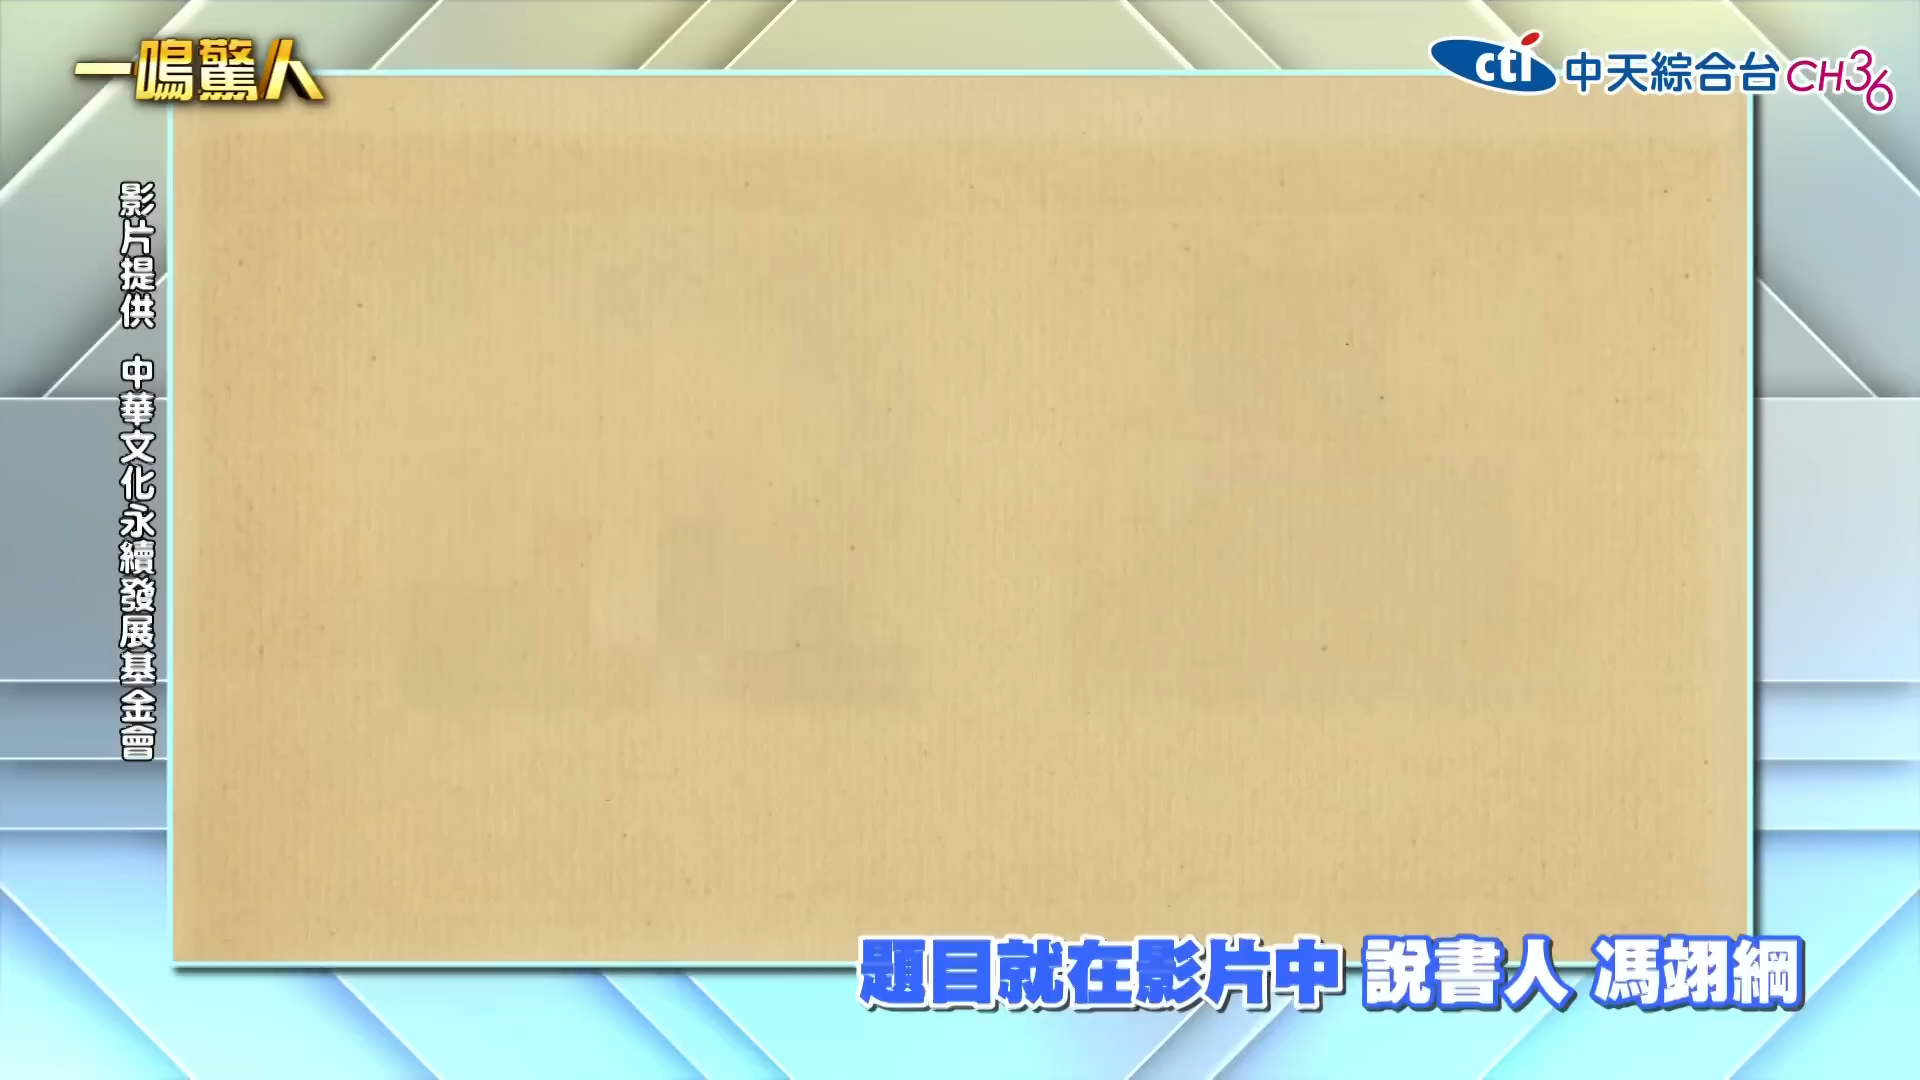 一鳴驚人
cti 中天綜合台 CH36
影片提供 中華文化永續發展基金會
題目就在影片中 說書人 馮翊綱